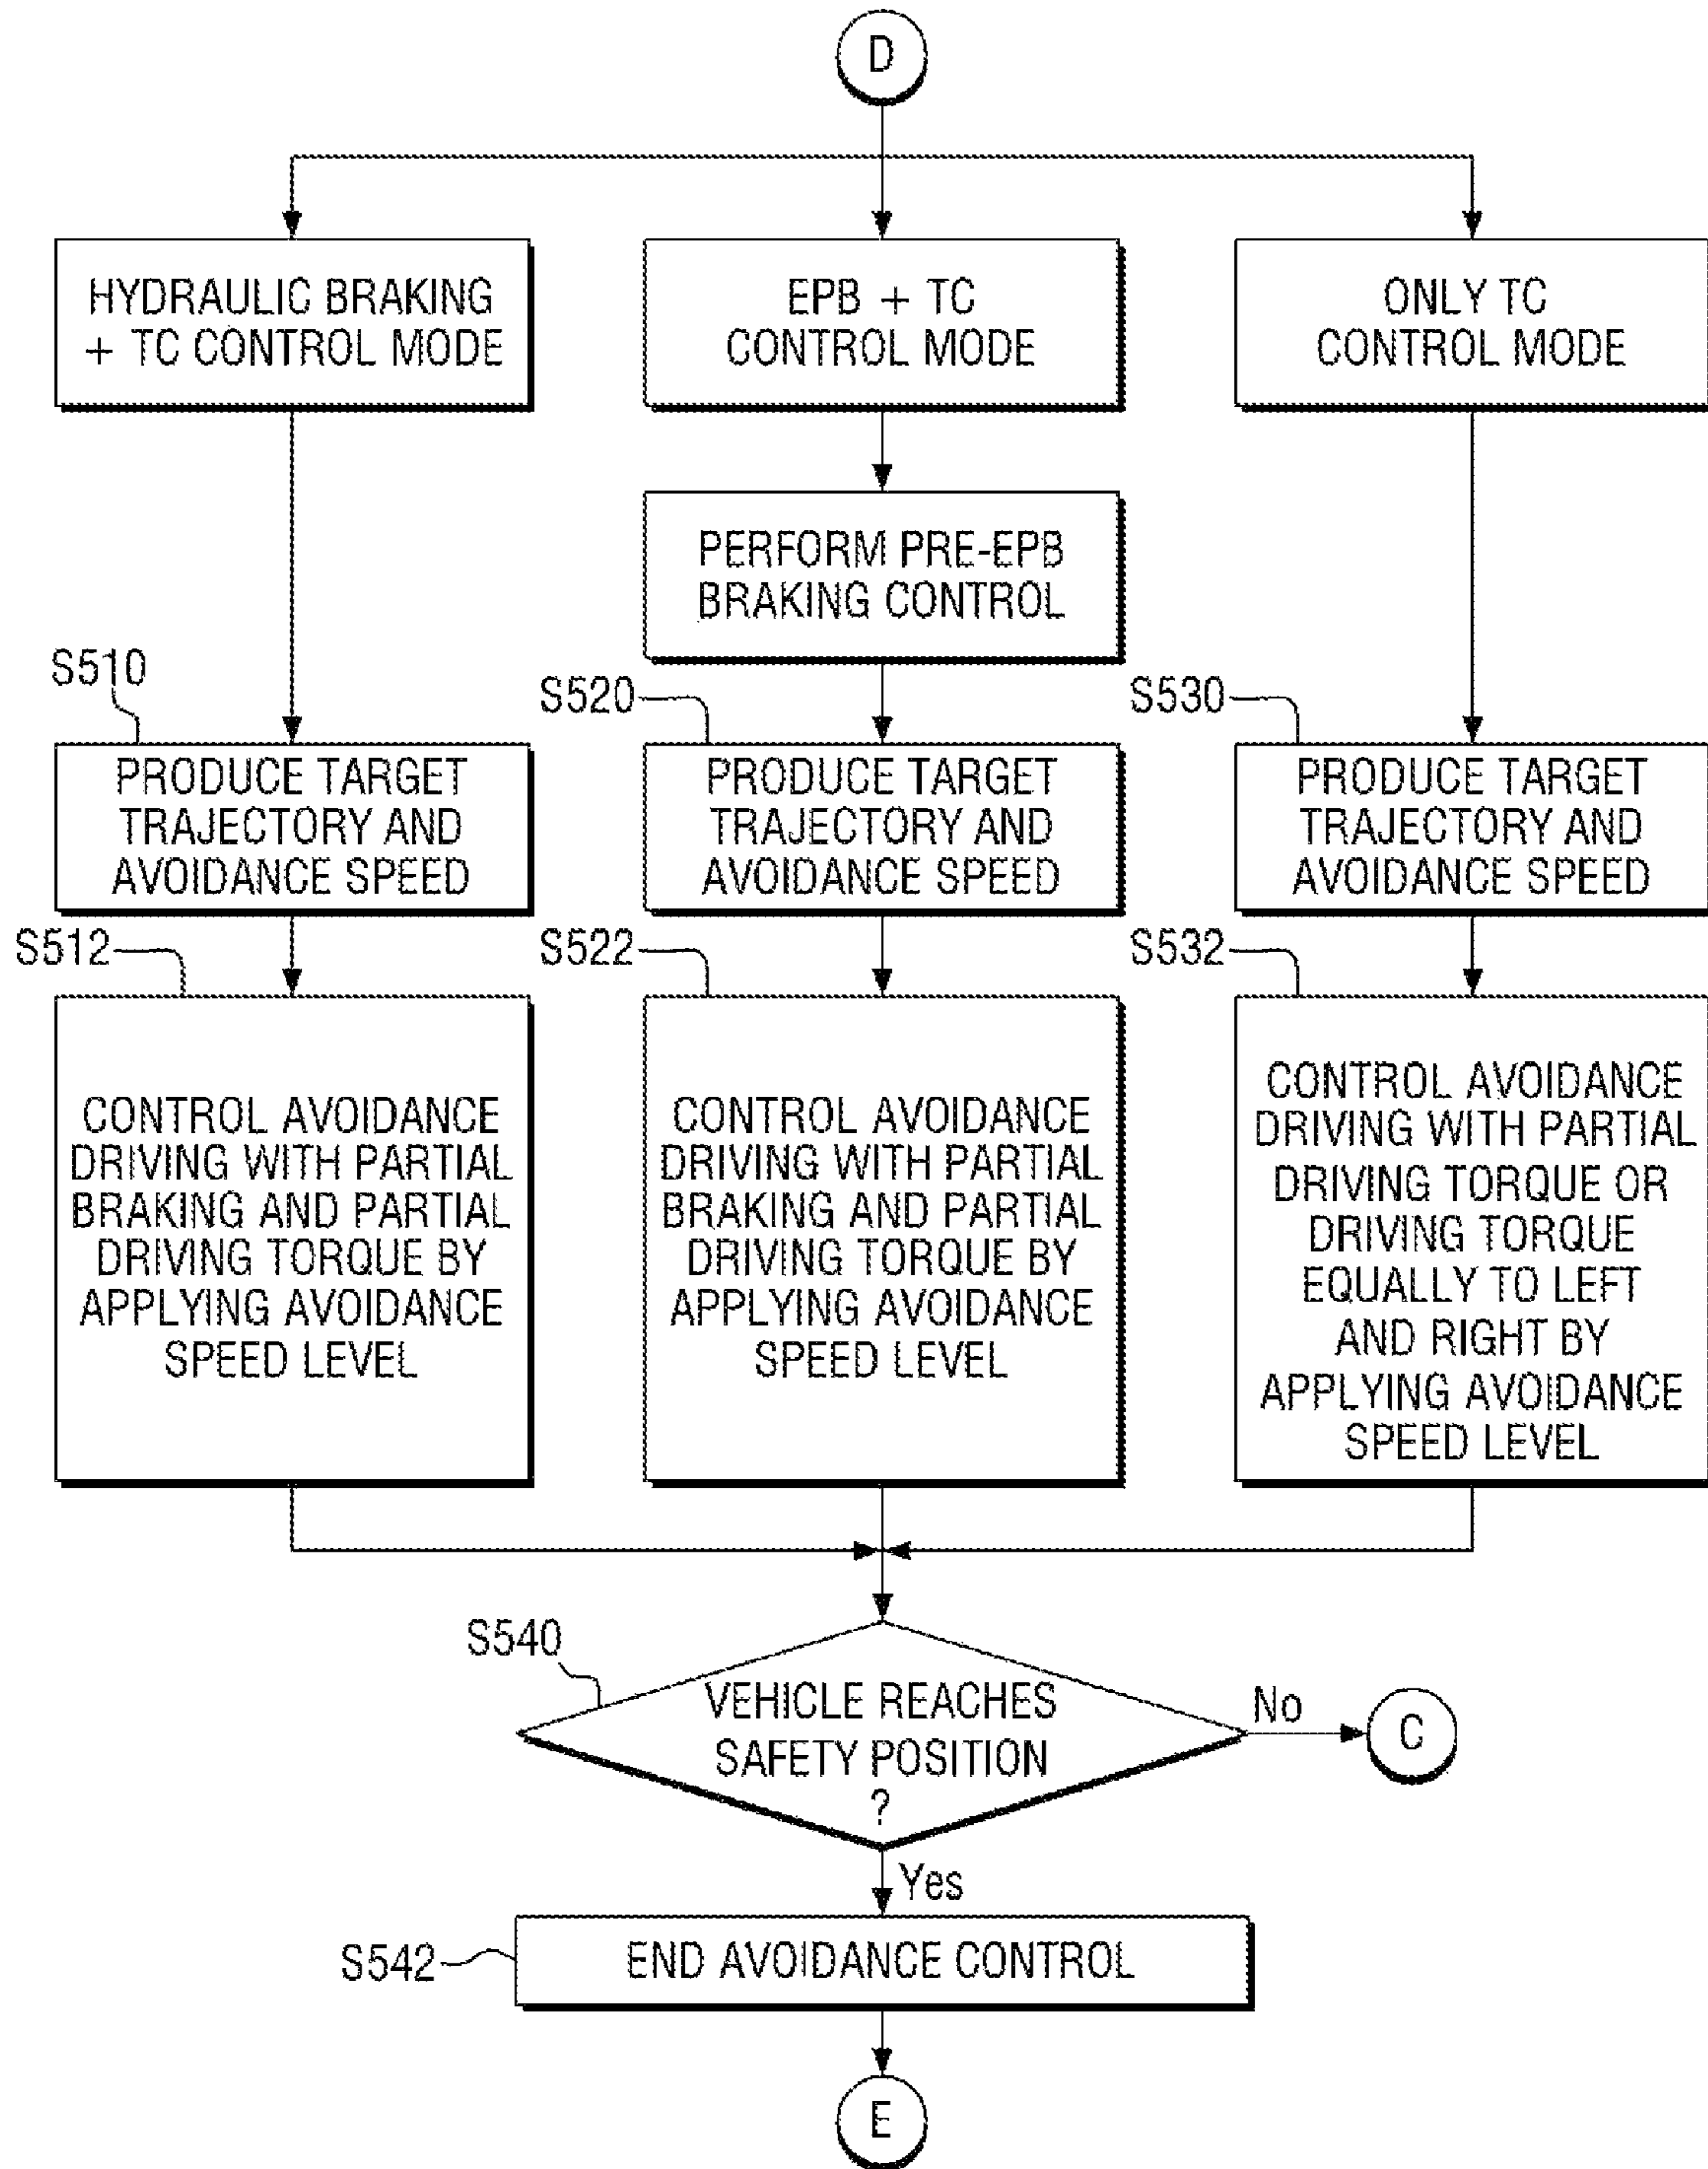 D
HYDRAULIC BRAKING
+ TC CONTROL MODE
EPB + TC
CONTROL MODE
ONLY TC
CONTROL MODE
PERFORM PRE-EPB
BRAKING CONTROL
S510
PRODUCE TARGET
TRAJECTORY AND
AVOIDANCE SPEED
S520
PRODUCE TARGET
TRAJECTORY AND
AVOIDANCE SPEED
S530
PRODUCE TARGET
TRAJECTORY AND
AVOIDANCE SPEED
S512
CONTROL AVOIDANCE
DRIVING WITH PARTIAL
BRAKING AND PARTIAL
DRIVING TORQUE BY
APPLYING AVOIDANCE
SPEED LEVEL
S522
CONTROL AVOIDANCE
DRIVING WITH PARTIAL
BRAKING AND PARTIAL
DRIVING TORQUE BY
APPLYING AVOIDANCE
SPEED LEVEL
S532
CONTROL AVOIDANCE
DRIVING WITH PARTIAL
DRIVING TORQUE OR
DRIVING TORQUE
EQUALLY TO LEFT
AND RIGHT BY
APPLYING AVOIDANCE
SPEED LEVEL
S540
VEHICLE REACHES
SAFETY POSITION
?
No
C
Yes
S542
END AVOIDANCE CONTROL
E